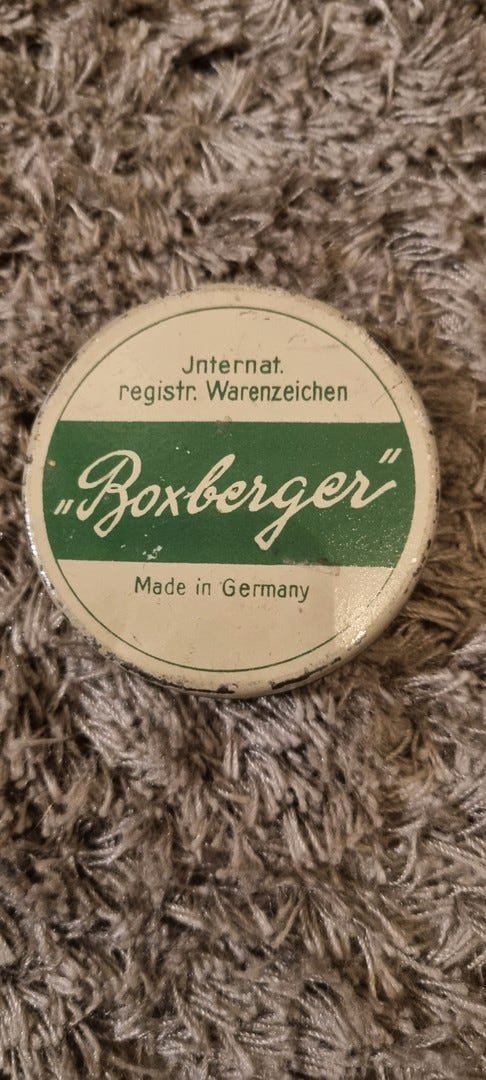 Jnternat.
registr. Warenzeichen
„Boxberger“
Made in Germany